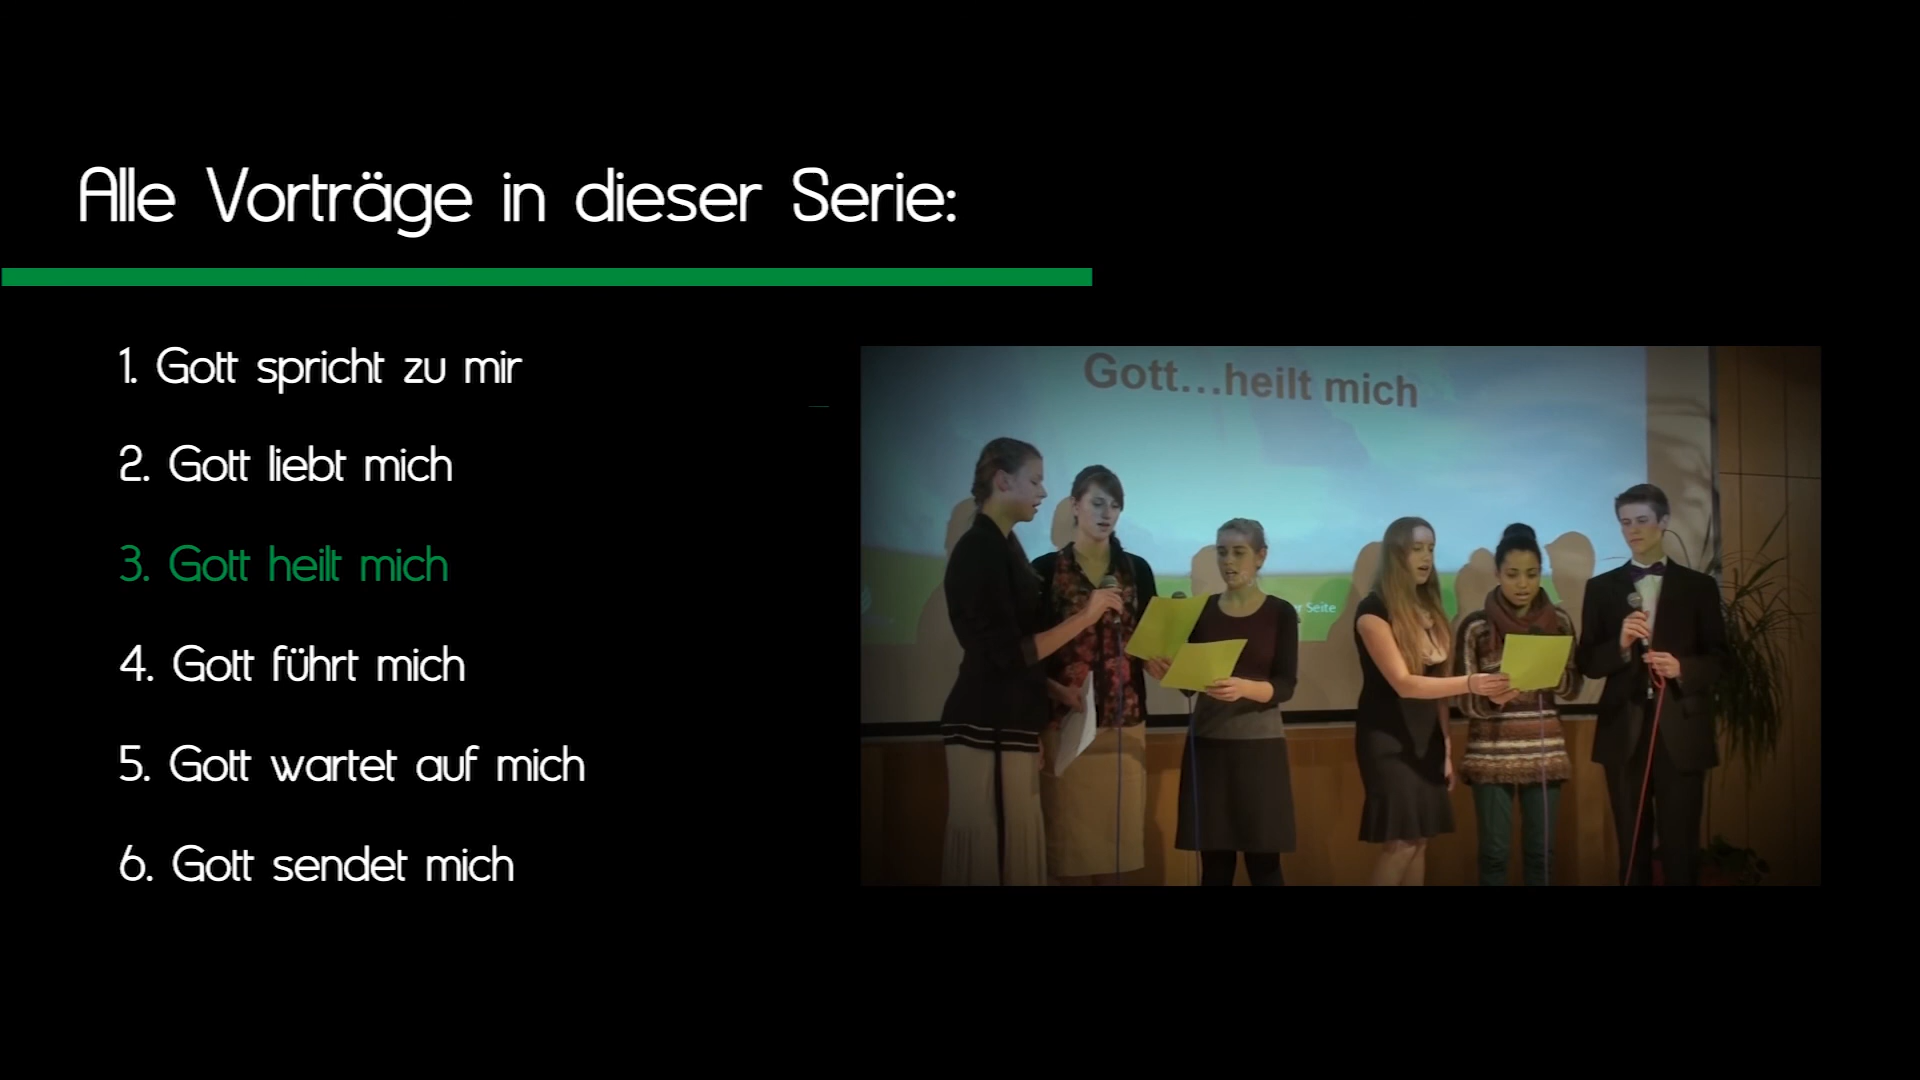 Alle Vorträge in dieser Serie:
1. Gott spricht zu mir
2. Gott liebt mich
3. Gott heilt mich
4. Gott führt mich
5. Gott wartet auf mich
6. Gott sendet mich
Gott...heilt mich
Seite